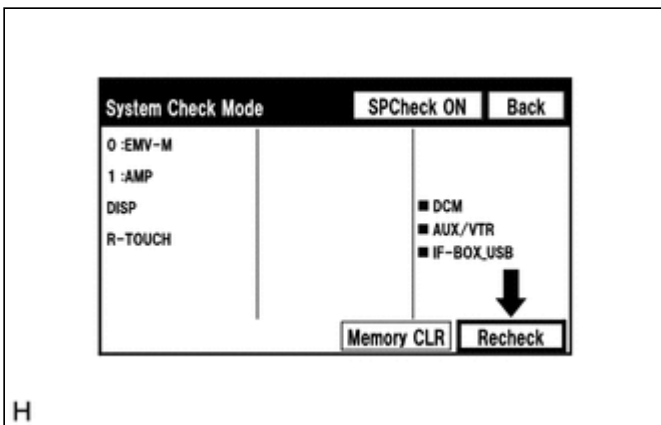 System Check Mode SPCheck ON Back
0 :EMV-M
1 :AMP
DISP
R-TOUCH
■ DCM
■ AUX/VTR
■ IF-BOX_USB
Memory CLR Recheck
H